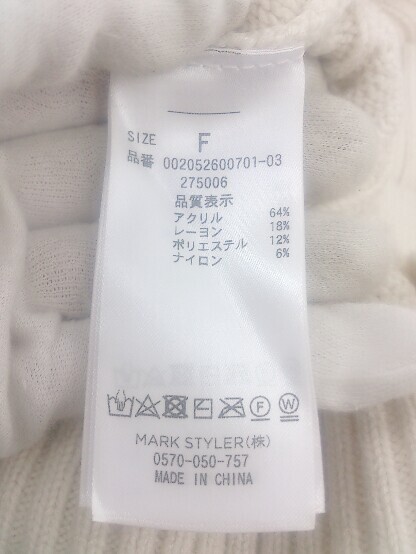 SIZE F
品番 002052600701-03
275006
品質表示
アクリル 64%
レーヨン 18%
ポリエステル 12%
ナイロン 6%
MARK STYLER(株)
0570-050-757
MADE IN CHINA